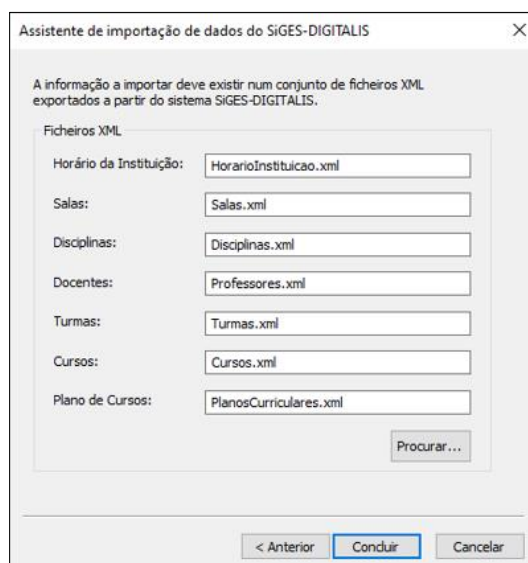 Assistente de importação de dados do SiGES-DIGITALIS
A informação a importar deve existir num conjunto de ficheiros XML
exportados a partir do sistema SiGES-DIGITALIS.
Ficheiros XML
Horário da Instituição: HorarioInstituicao.xml
Salas: Salas.xml
Disciplinas: Disciplinas.xml
Docentes: Professores.xml
Turmas: Turmas.xml
Cursos: Cursos.xml
Plano de Cursos: PlanosCurriculares.xml
Procurar...
< Anterior Concluir Cancelar